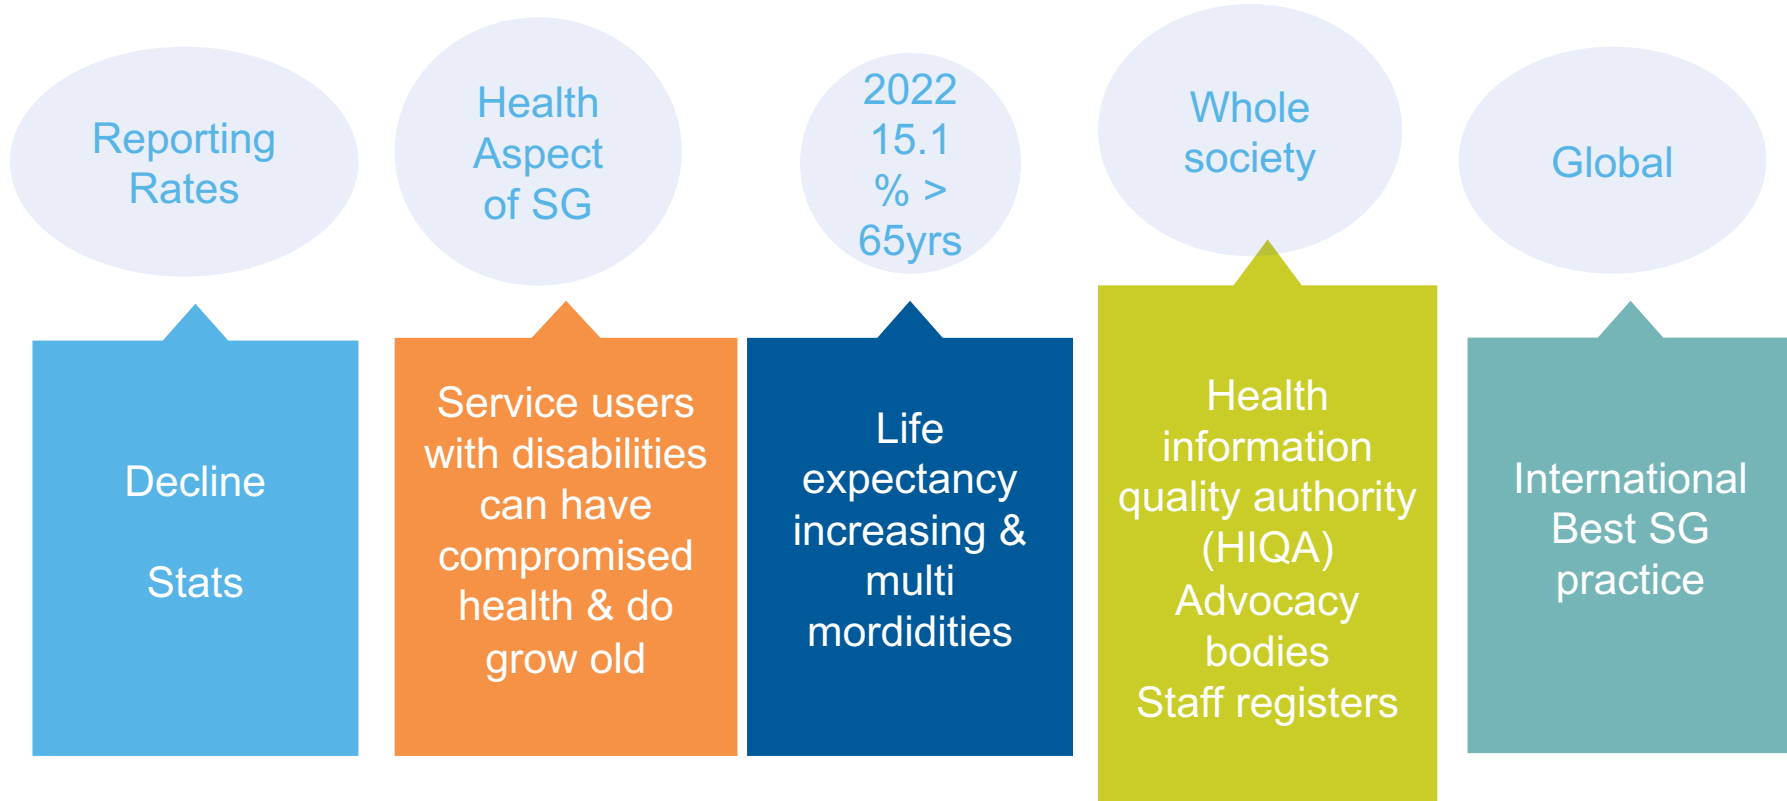 Reporting
Rates
Decline
Stats
Health
Aspect
of SG
Service users
with disabilities
can have
compromised
health & do
grow old
2022
15.1
% >
65yrs
Life
expectancy
increasing &
multi
mordidities
Whole
society
Health
information
quality authority
(HIQA)
Advocacy
bodies
Staff registers
Global
International
Best SG
practice